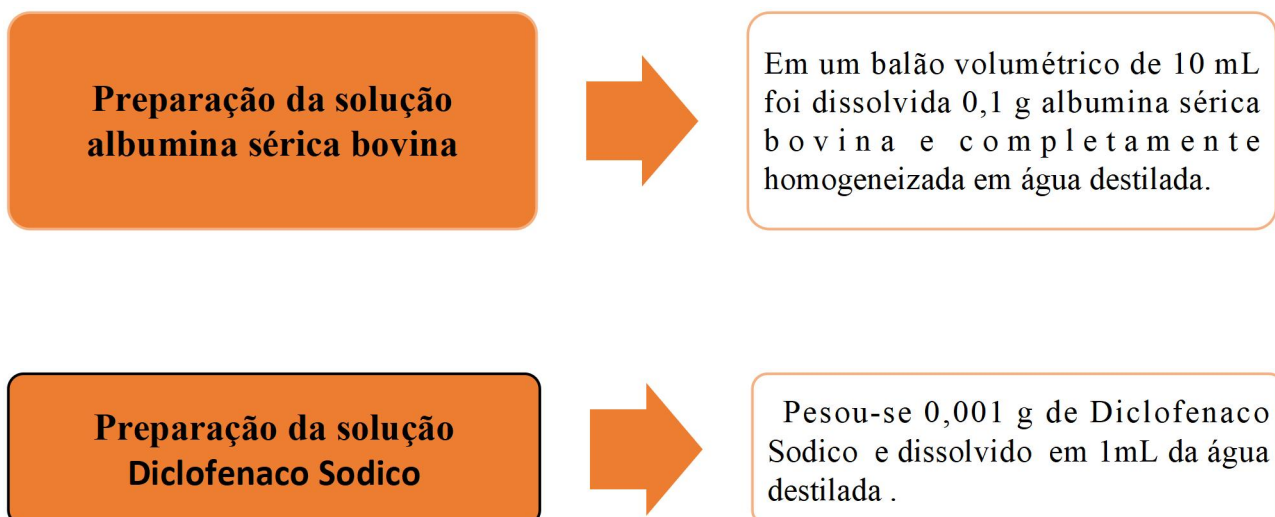 Preparação da solução
albumina sérica bovina
Em um balão volumétrico de 10 mL
foi dissolvida 0,1 g albumina sérica
bovina e completamente
homogeneizada em água destilada.
Preparação da solução
Diclofenaco Sodico
Pesou-se 0,001 g de Diclofenaco
Sodico e dissolvido em 1mL da água
destilada .